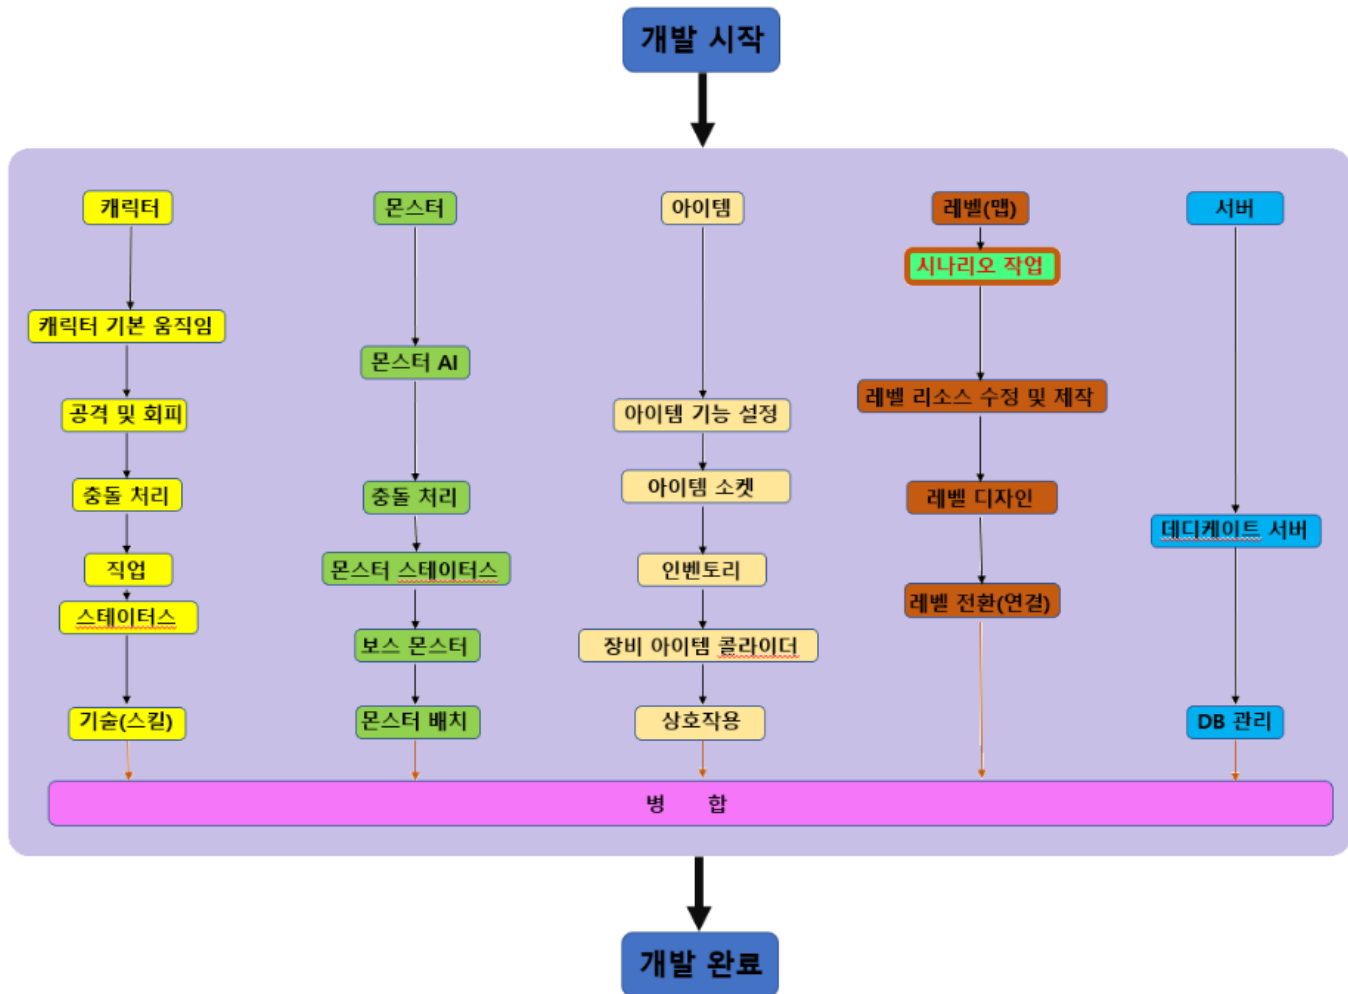 개발 시작
캐릭터
캐릭터 기본 움직임
공격 및 회피
충돌 처리
직업
스테이터스
기술(스킬)
몬스터
몬스터 AI
충돌 처리
몬스터 스테이터스
보스 몬스터
몬스터 배치
아이템
아이템 기능 설정
아이템 소켓
인벤토리
장비 아이템 콜라이더
상호작용
레벨(맵)
시나리오 작업
레벨 리소스 수정 및 제작
레벨 디자인
레벨 전환(연결)
서버
데디케이트 서버
DB 관리
병 합
개발 완료